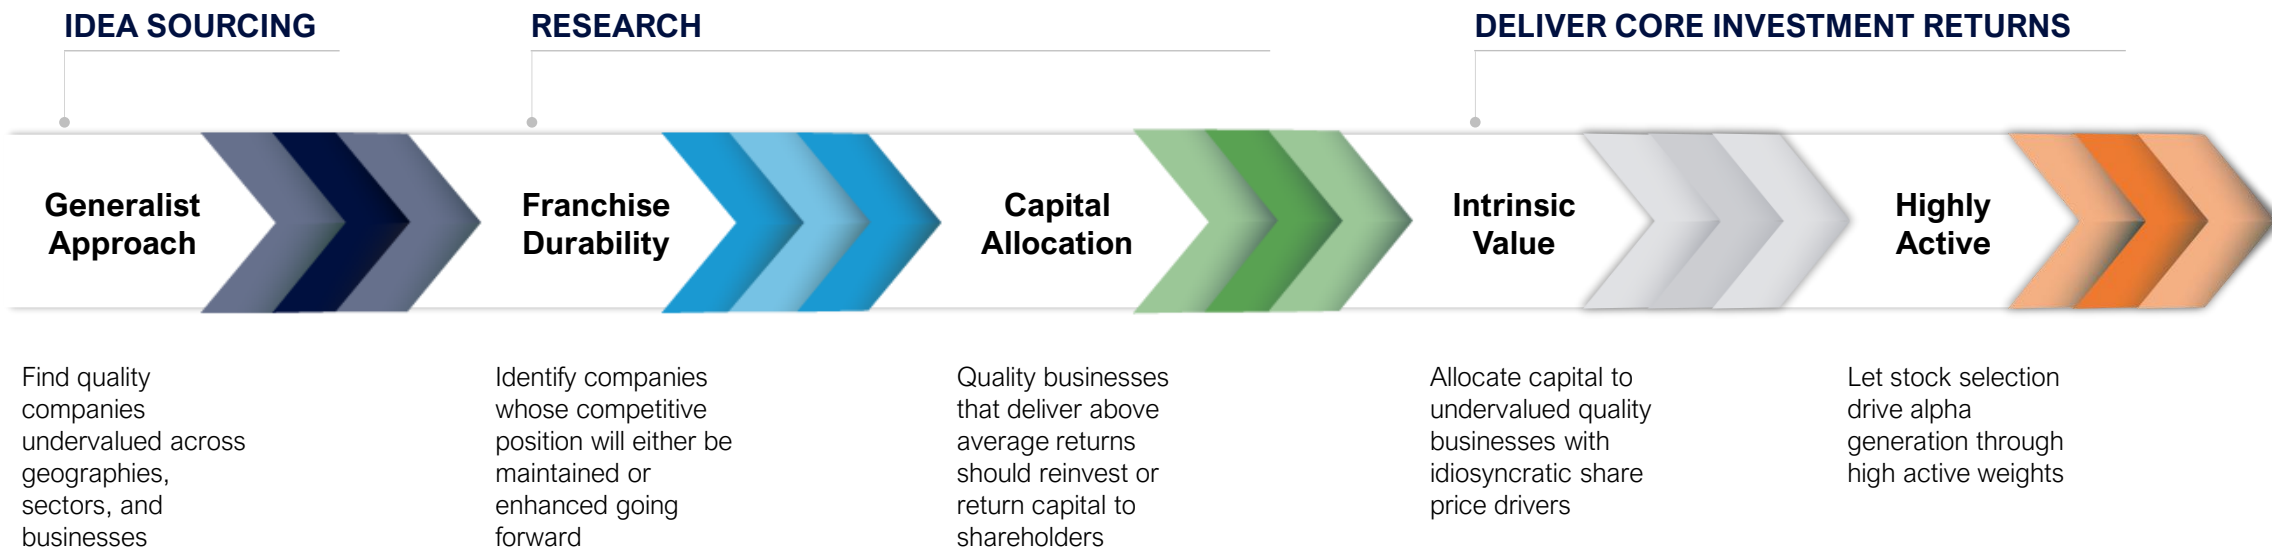 IDEA SOURCING
RESEARCH
DELIVER CORE INVESTMENT RETURNS
Generalist
Approach
Franchise
Durability
Capital
Allocation
Intrinsic
Value
Highly
Active
Find quality
companies
undervalued across
geographies,
sectors, and
businesses
Identify companies
whose competitive
position will either be
maintained or
enhanced going
forward
Quality businesses
that deliver above
average returns
should reinvest or
return capital to
shareholders
Allocate capital to
undervalued quality
businesses with
idiosyncratic share
price drivers
Let stock selection
drive alpha
generation through
high active weights